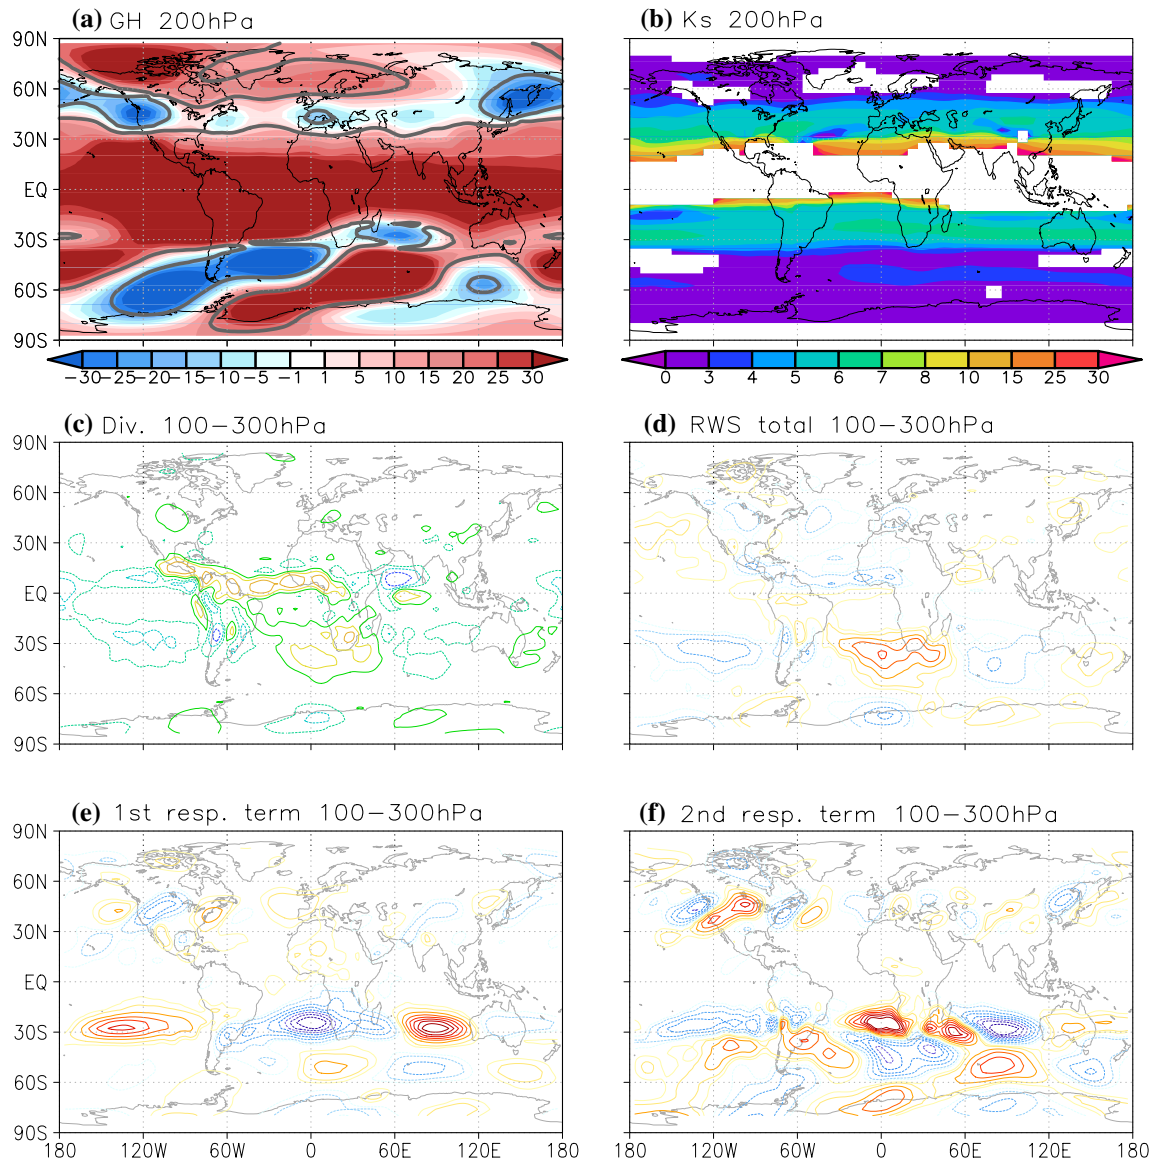 (a) GH 200hPa
(b) Ks 200hPa
90N
60N
30N
EQ
30S
60S
90S
−30 −25 −20 −15 −10 −5 −1 1 5 10 15 20 25 30
0 3 4 5 6 7 8 10 15 25 30
(c) Div. 100−300hPa
(d) RWS total 100−300hPa
90N
60N
30N
EQ
30S
60S
90S
(e) 1st resp. term 100−300hPa
(f) 2nd resp. term 100−300hPa
90N
60N
30N
EQ
30S
60S
90S
180 120W 60W 0 60E 120E 180
180 120W 60W 0 60E 120E 180